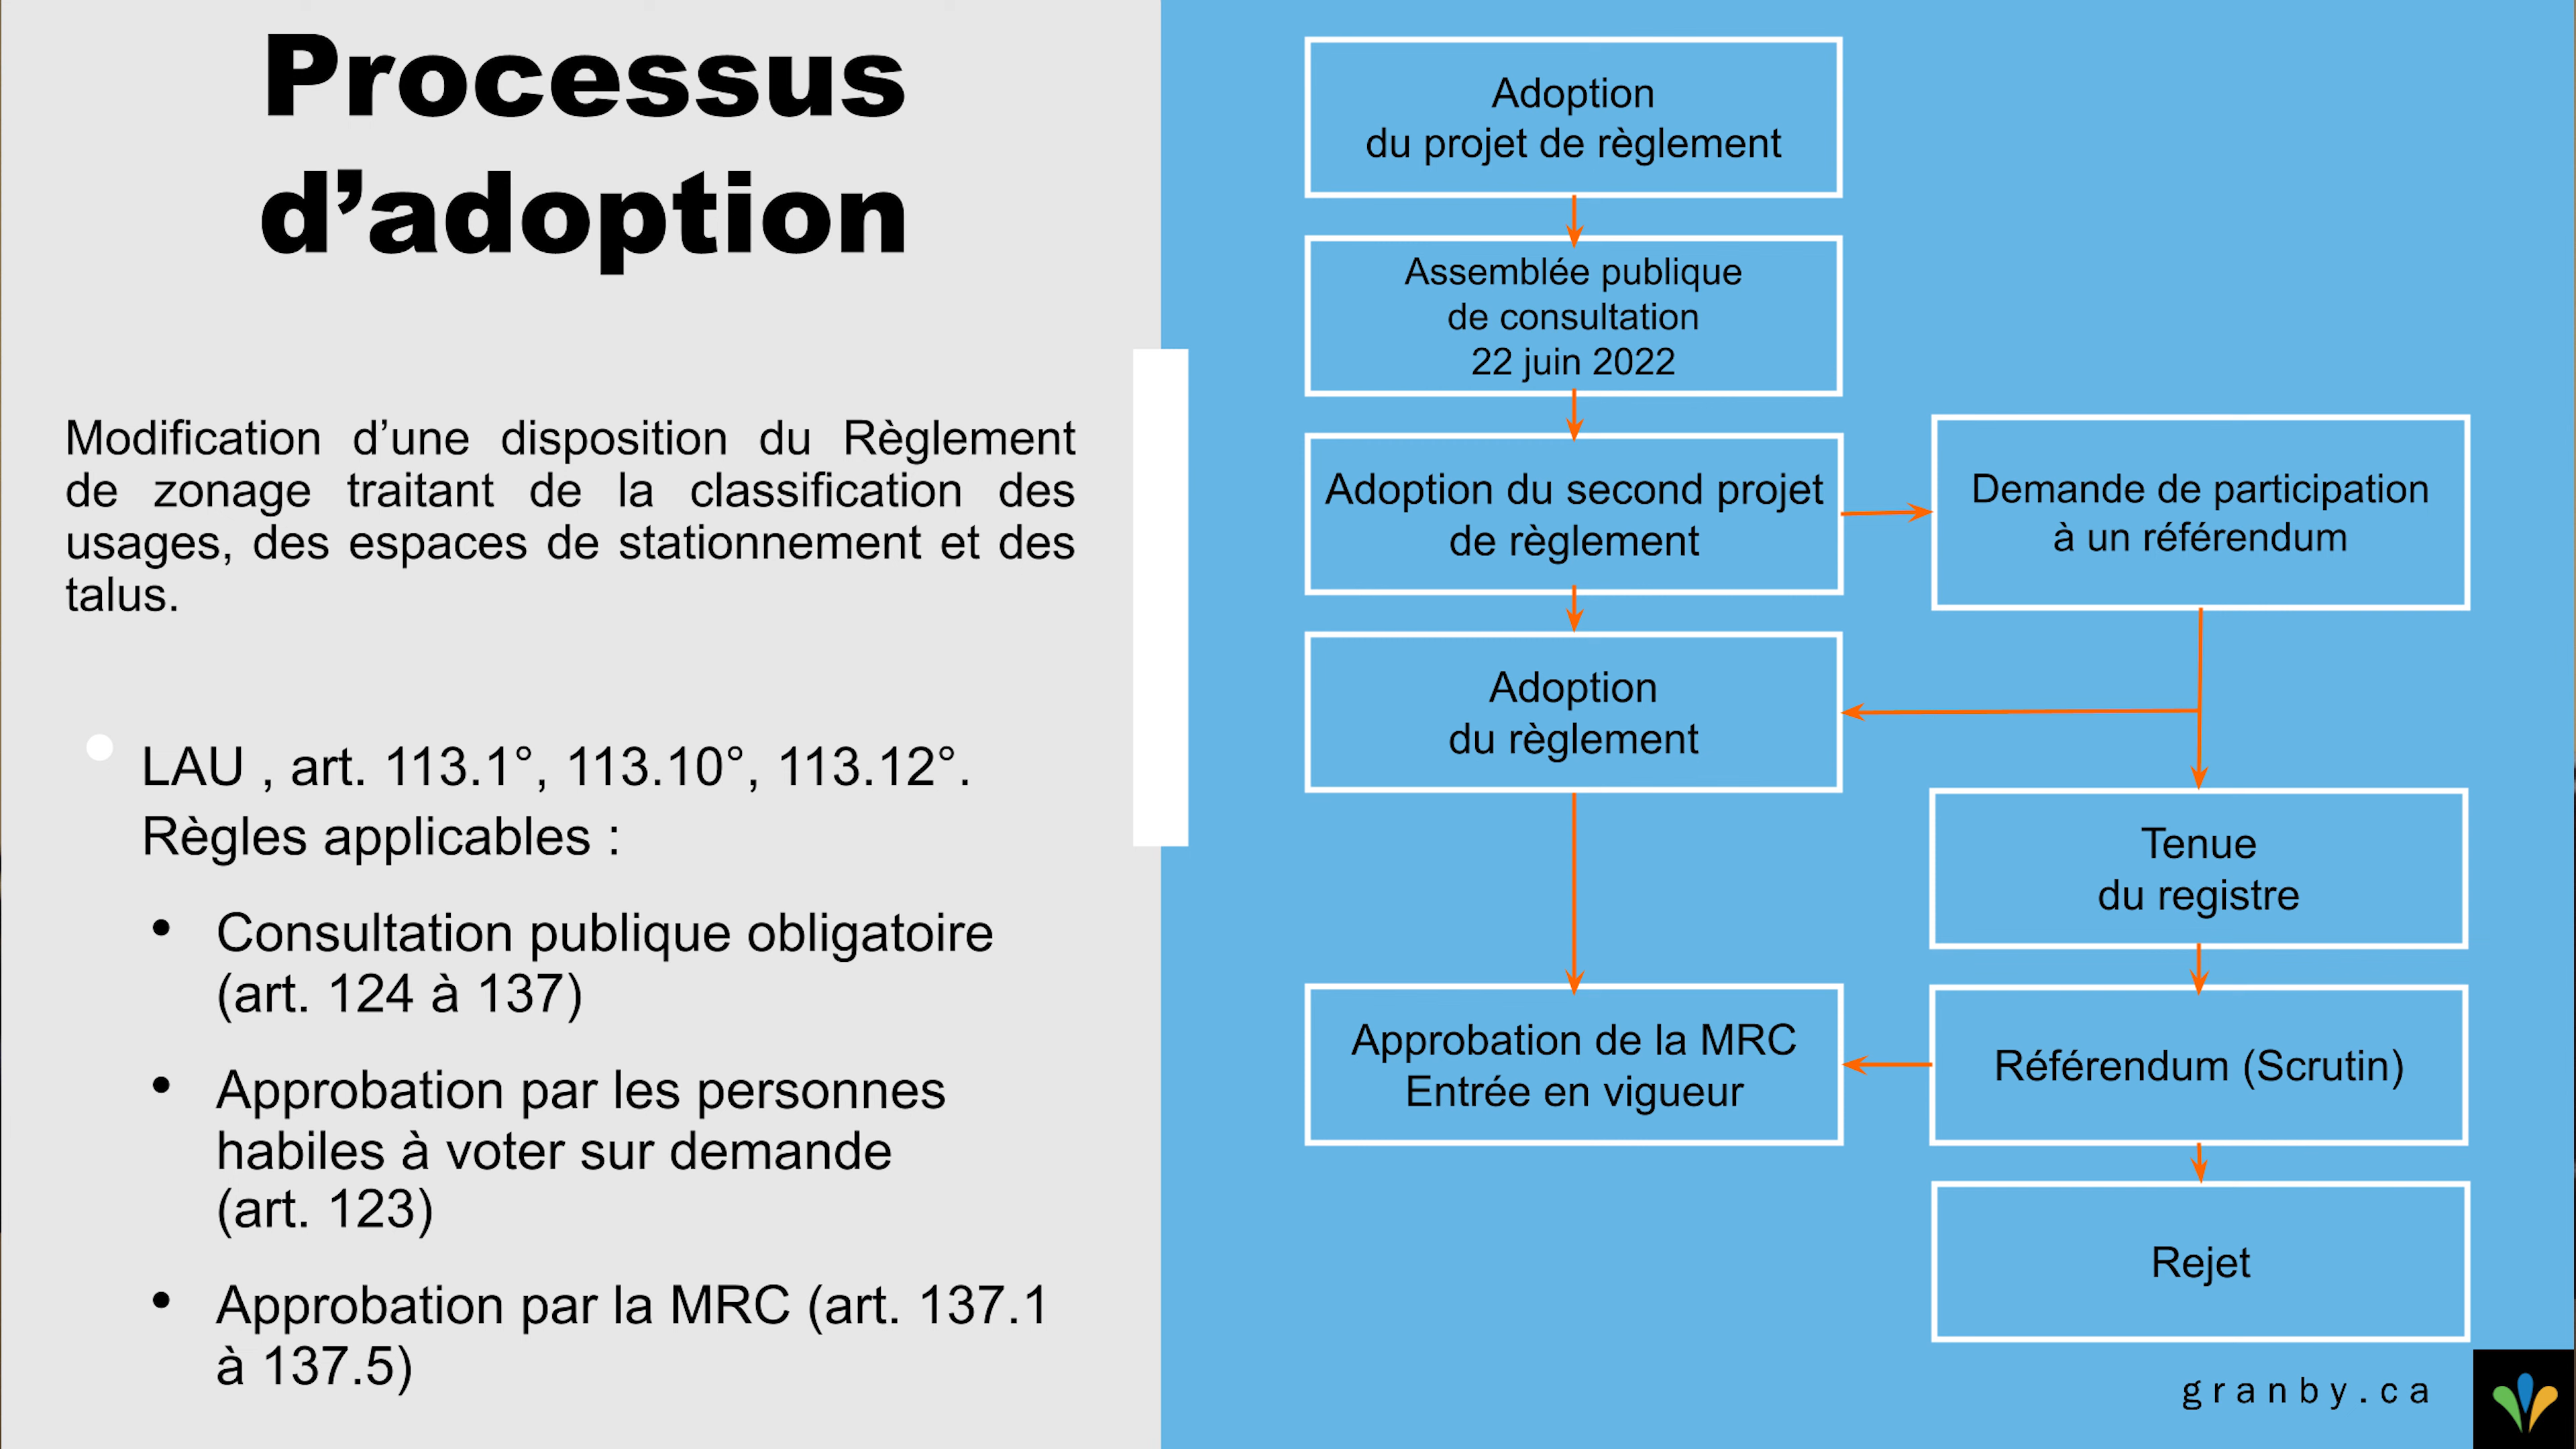 Processus
d’adoption
Modification d’une disposition du Règlement
de zonage traitant de la classification des
usages, des espaces de stationnement et des
talus.
LAU , art. 113.1°, 113.10°, 113.12°.
Règles applicables :
• Consultation publique obligatoire
(art. 124 à 137)
• Approbation par les personnes
habiles à voter sur demande
(art. 123)
• Approbation par la MRC (art. 137.1
à 137.5)
Adoption
du projet de règlement
Assemblée publique
de consultation
22 juin 2022
Adoption du second projet
de règlement
Demande de participation
à un référendum
Adoption
du règlement
Tenue
du registre
Approbation de la MRC
Entrée en vigueur
Référendum (Scrutin)
Rejet
granby.ca